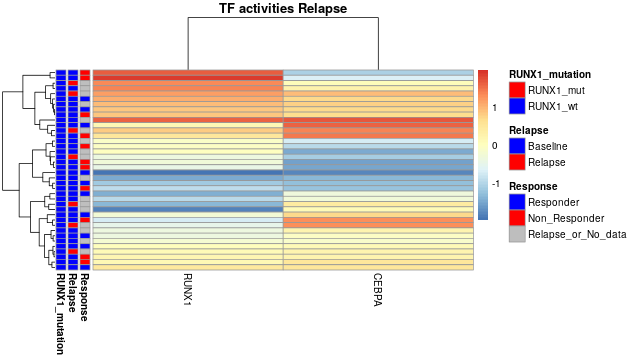 TF activities Relapse
RUNX1_mutation
RUNX1_mut
RUNX1_wt
Relapse
Baseline
Relapse
Response
Responder
Non_Responder
Relapse_or_No_data
1
0
-1
RUNX1_mutation
Relapse
Response
RUNX1
CEBPA